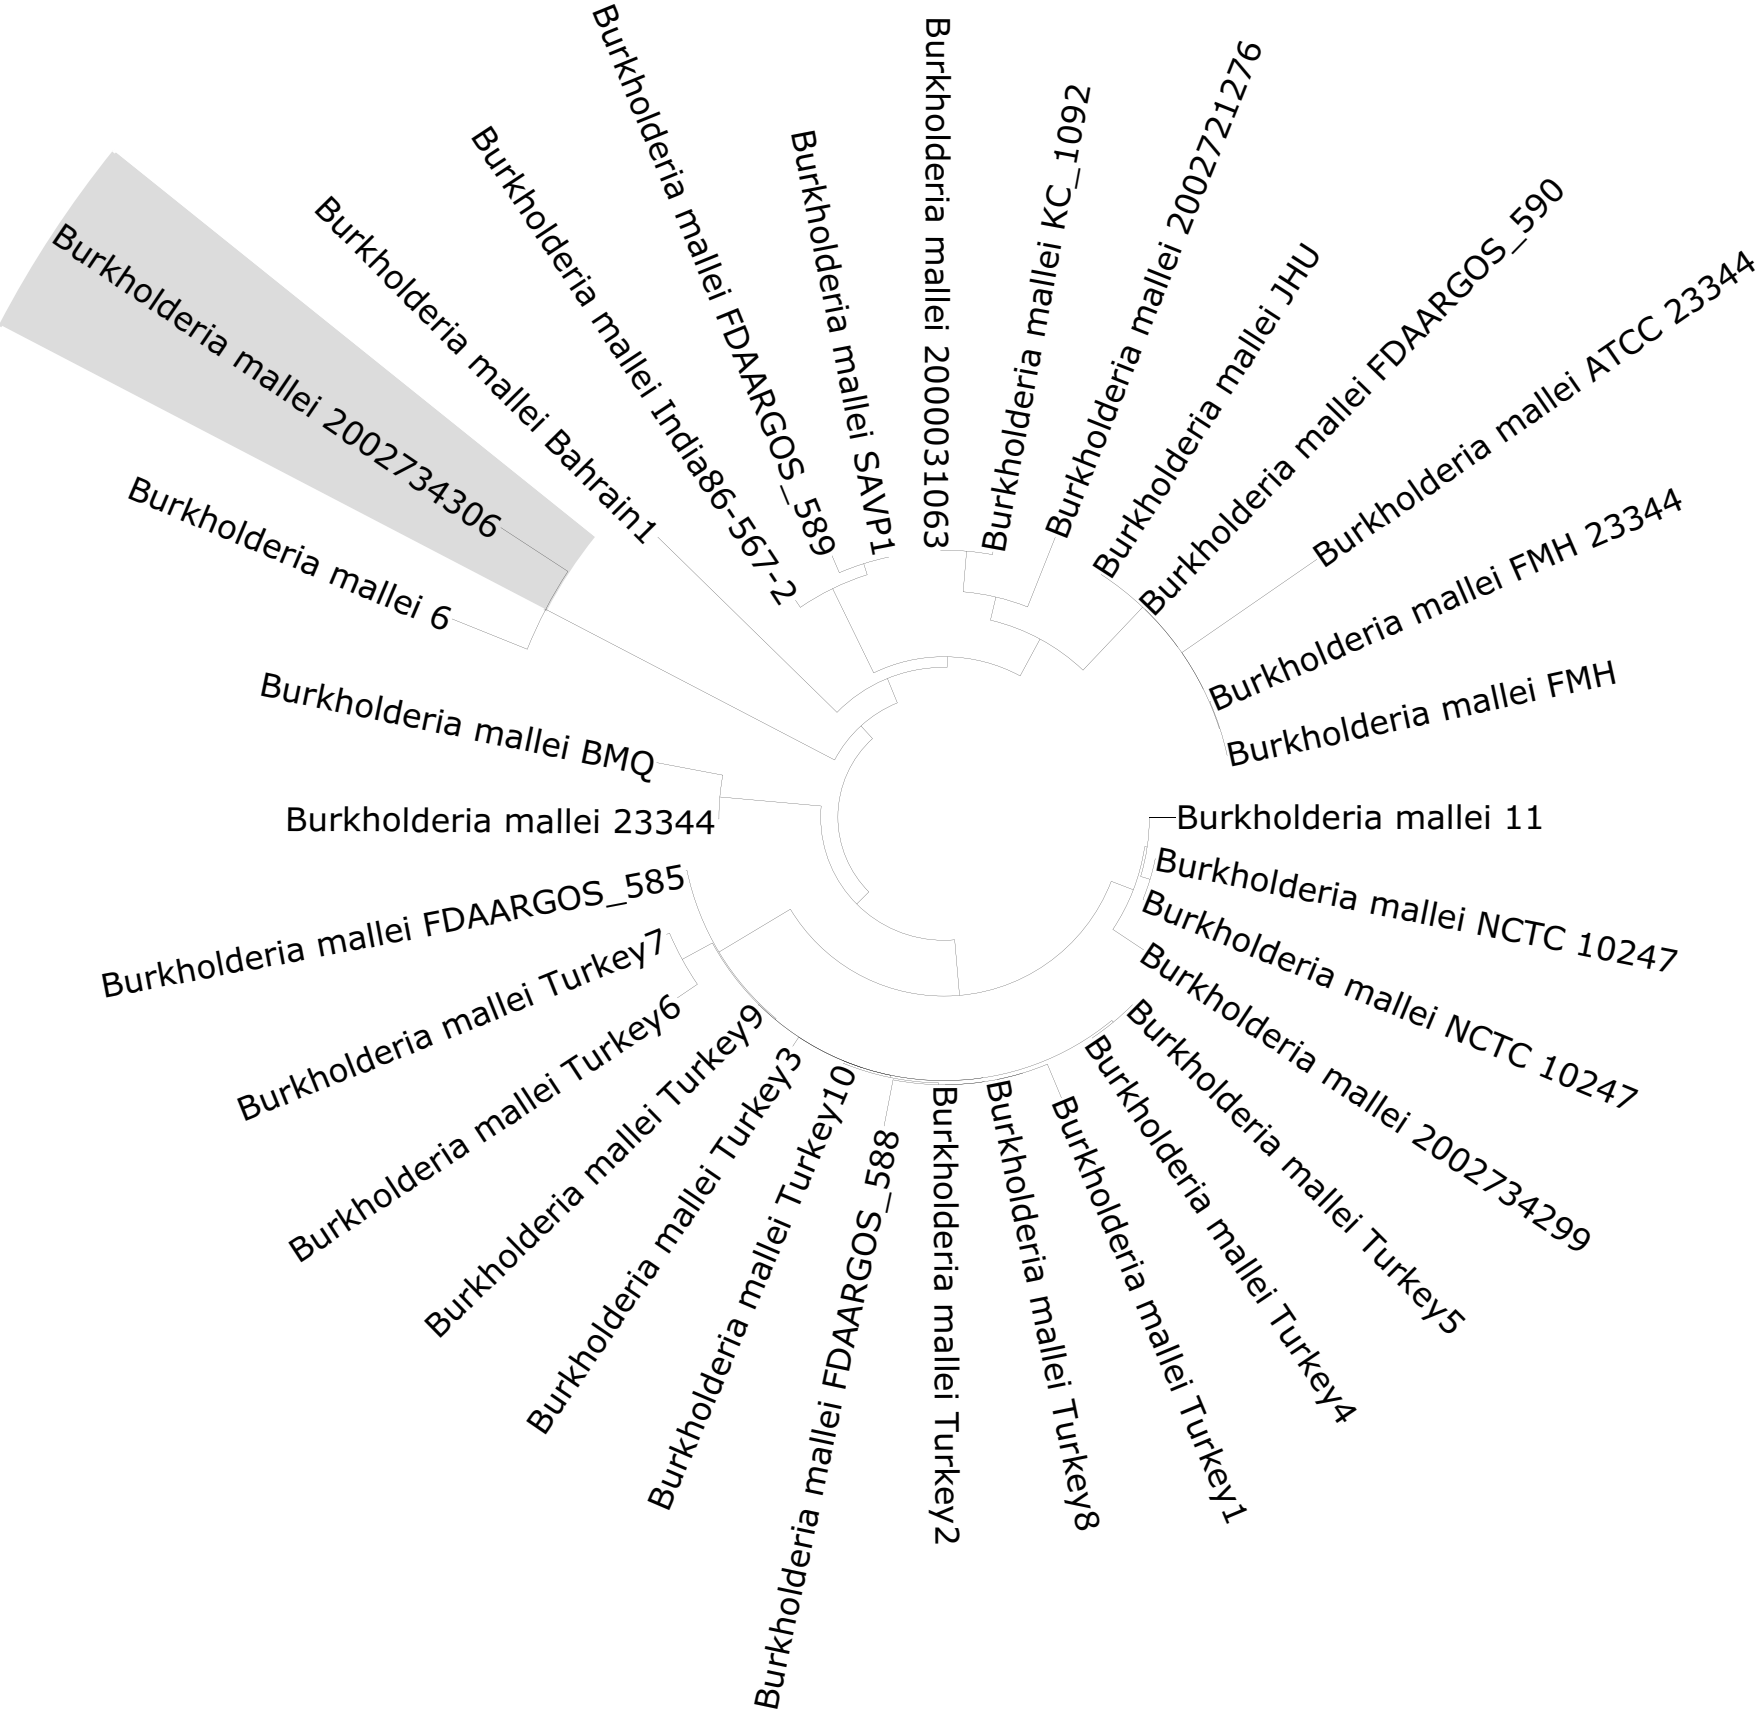 Burkholderia mallei FDAARGOS_589
Burkholderia mallei SAVP1
Burkholderia mallei 2000031063
Burkholderia mallei KC_1092
Burkholderia mallei 2002721276
Burkholderia mallei JHU
Burkholderia mallei FDAARGOS_590
Burkholderia mallei ATCC 23344
Burkholderia mallei FMH 23344
Burkholderia mallei FMH
Burkholderia mallei 11
Burkholderia mallei NCTC 10247
Burkholderia mallei NCTC 10247
Burkholderia mallei 2002734299
Burkholderia mallei Turkey5
Burkholderia mallei Turkey4
Burkholderia mallei Turkey1
Burkholderia mallei Turkey8
Burkholderia mallei Turkey2
Burkholderia mallei FDAARGOS_588
Burkholderia mallei Turkey10
Burkholderia mallei Turkey3
Burkholderia mallei Turkey9
Burkholderia mallei Turkey6
Burkholderia mallei Turkey7
Burkholderia mallei FDAARGOS_585
Burkholderia mallei 23344
Burkholderia mallei BMQ
Burkholderia mallei 6
Burkholderia mallei 2002734306
Burkholderia mallei Bahrain1
Burkholderia mallei India86-567-2